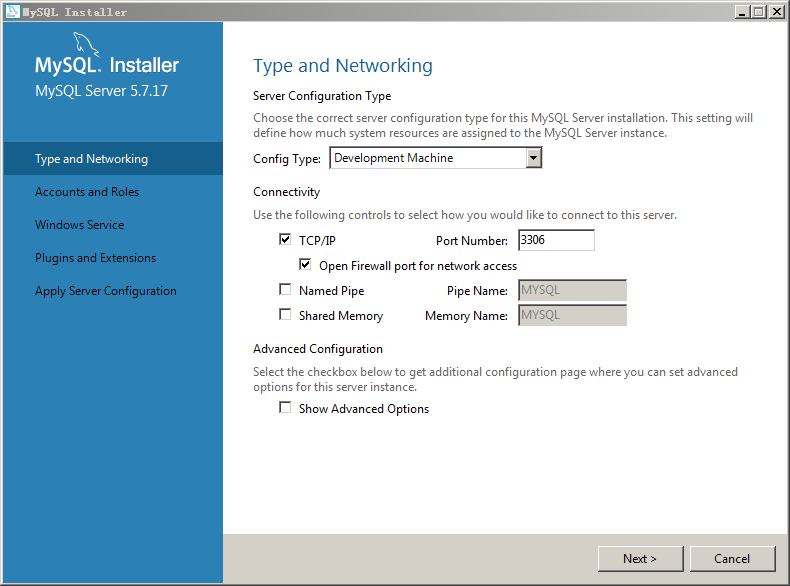 MySQL Installer
MySQL. Installer
MySQL Server 5.7.17
Type and Networking
Accounts and Roles
Windows Service
Plugins and Extensions
Apply Server Configuration
Type and Networking
Server Configuration Type
Choose the correct server configuration type for this MySQL Server installation. This setting will
define how much system resources are assigned to the MySQL Server instance.
Config Type: Development Machine
Connectivity
Use the following controls to select how you would like to connect to this server.
TCP/IP Port Number: 3306
Open Firewall port for network access
Named Pipe Pipe Name: MYSQL
Shared Memory Memory Name: MYSQL
Advanced Configuration
Select the checkbox below to get additional configuration page where you can set advanced
options for this server instance.
Show Advanced Options
Next > Cancel